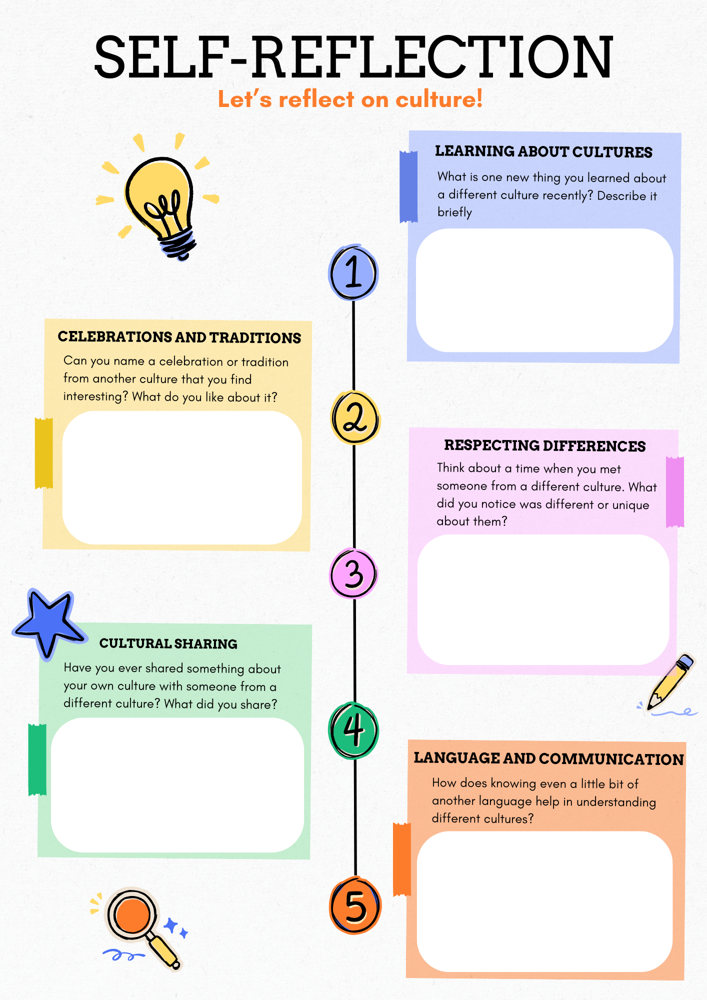 SELF-REFLECTION
Let's reflect on culture!
LEARNING ABOUT CULTURES
What is one new thing you learned about
a different culture recently? Describe it
briefly
1
CELEBRATIONS AND TRADITIONS
Can you name a celebration or tradition
from another culture that you find
interesting? What do you like about it?
2
RESPECTING DIFFERENCES
Think about a time when you met
someone from a different culture. What
did you notice was different or unique
about them?
3
CULTURAL SHARING
Have you ever shared something about
your own culture with someone from a
different culture? What did you share?
4
LANGUAGE AND COMMUNICATION
How does knowing even a little bit of
another language help in understanding
different cultures?
5